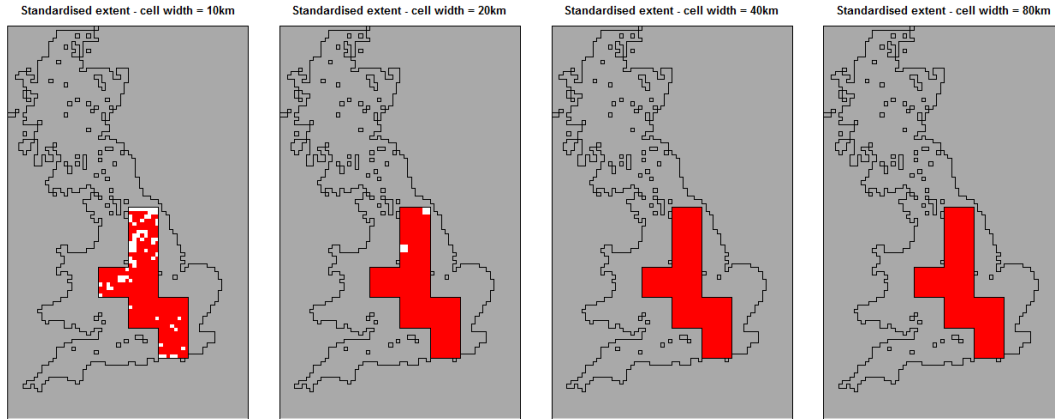 Standardised extent - cell width = 10km
Standardised extent - cell width = 20km
Standardised extent - cell width = 40km
Standardised extent - cell width = 80km